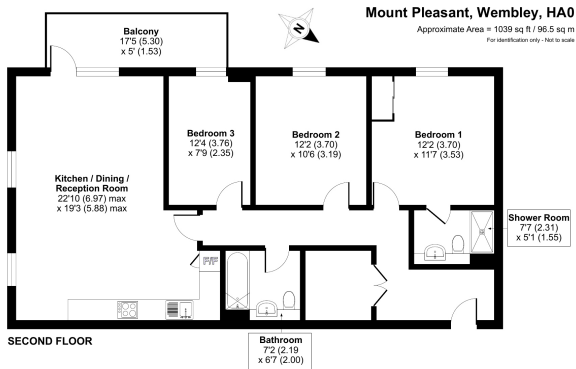 Mount Pleasant, Wembley, HA0
Approximate Area = 1039 sq ft / 96.5 sq m
For identification only - Not to scale
N
Balcony
17'5 (5.30)
x 5' (1.53)
Bedroom 3
12'4 (3.76)
x 7'9 (2.35)
Bedroom 2
12'2 (3.70)
x 10'6 (3.19)
Bedroom 1
12'2 (3.70)
x 11'7 (3.53)
Kitchen / Dining /
Reception Room
22'10 (6.97) max
x 19'3 (5.88) max
Shower Room
7'7 (2.31)
x 5'1 (1.55)
F/F
Bathroom
7'2 (2.19
x 6'7 (2.00)
SECOND FLOOR